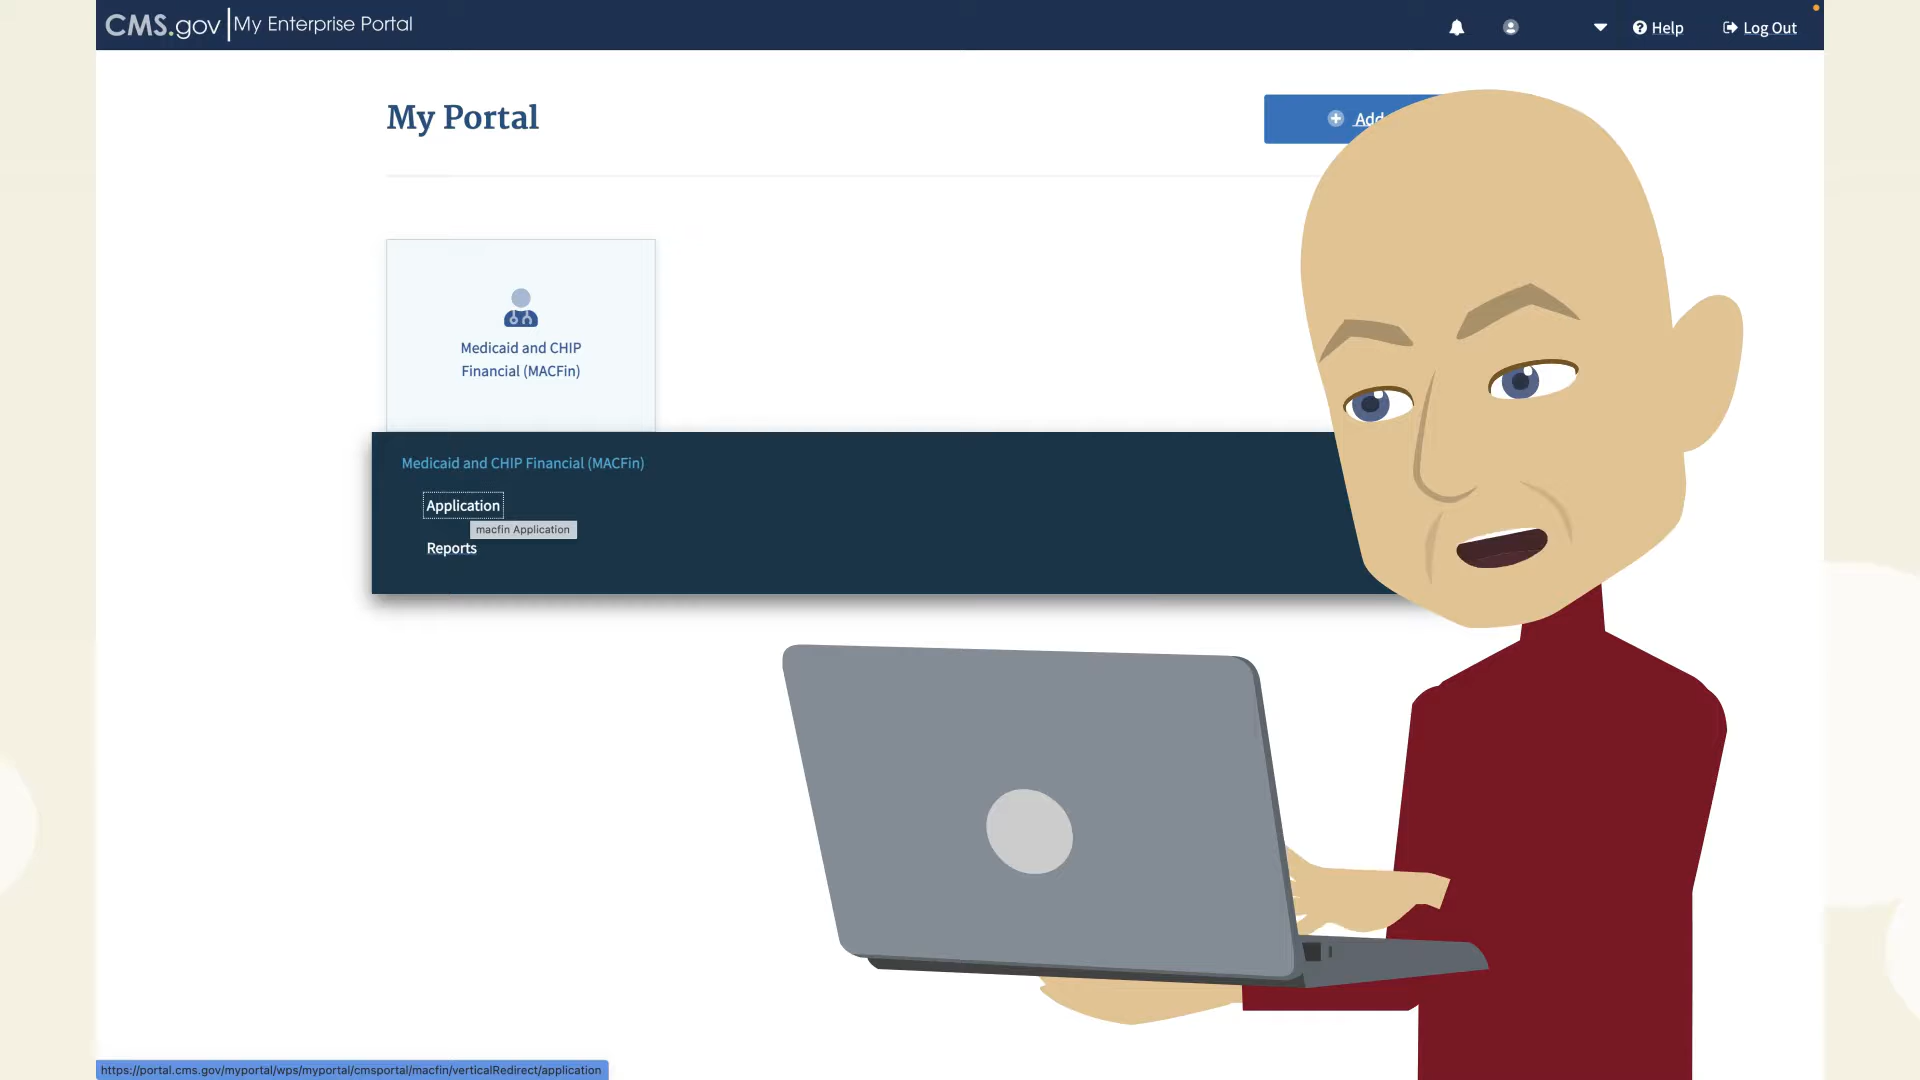 CMS.gov My Enterprise Portal
Help
Log Out
My Portal
Add
Medicaid and CHIP
Financial (MACFin)
Medicaid and CHIP Financial (MACFin)
Application
macfin Application
Reports
https://portal.cms.gov/myportal/wps/myportal/cmsportal/macfin/verticalRedirect/application